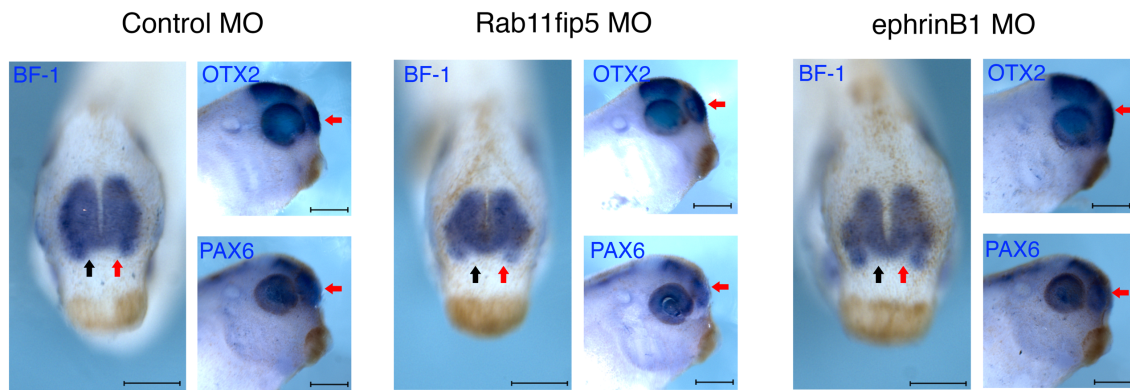 Control MO
Rab11fip5 MO
ephrinB1 MO
BF-1
OTX2
BF-1
OTX2
BF-1
OTX2
PAX6
PAX6
PAX6